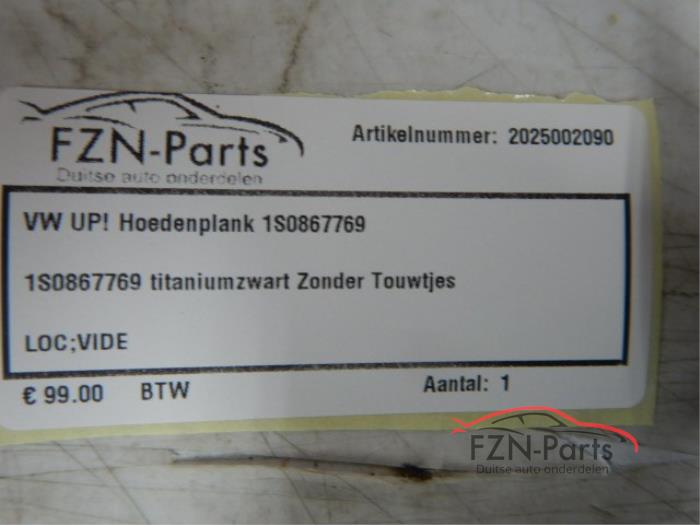 FZN-Parts
Duitse auto onderdelen
Artikelnummer: 2025002090
VW UP! Hoedenplank 1S0867769
1S0867769 titaniumzwart Zonder Touwtjes
LOC;VIDE
€ 99.00 BTW Aantal: 1
FZN-Parts
Duitse auto onderdelen